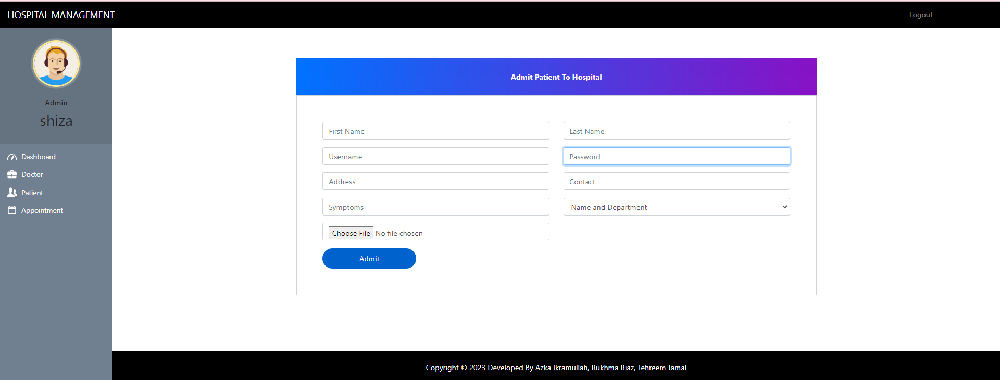 HOSPITAL MANAGEMENT
Logout
Admin
shiza
Dashboard
Doctor
Patient
Appointment
Admit Patient To Hospital
First Name
Last Name
Username
Password
Address
Contact
Symptoms
Name and Department
Choose File No file chosen
Admit
Copyright © 2023 Developed By Azka Ikramullah, Rukhma Riaz, Tehreem Jamal